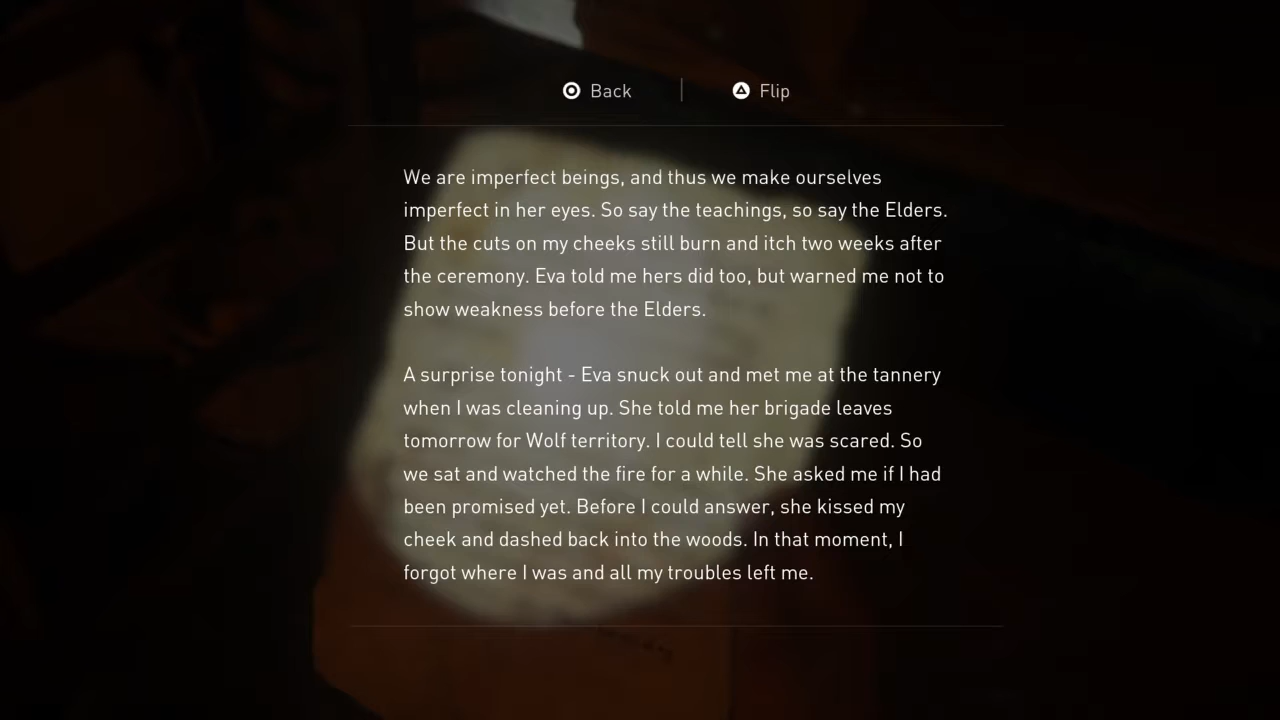 Back | Flip
We are imperfect beings, and thus we make ourselves
imperfect in her eyes. So say the teachings, so say the Elders.
But the cuts on my cheeks still burn and itch two weeks after
the ceremony. Eva told me hers did too, but warned me not to
show weakness before the Elders.
A surprise tonight - Eva snuck out and met me at the tannery
when I was cleaning up. She told me her brigade leaves
tomorrow for Wolf territory. I could tell she was scared. So
we sat and watched the fire for a while. She asked me if I had
been promised yet. Before I could answer, she kissed my
cheek and dashed back into the woods. In that moment, I
forgot where I was and all my troubles left me.